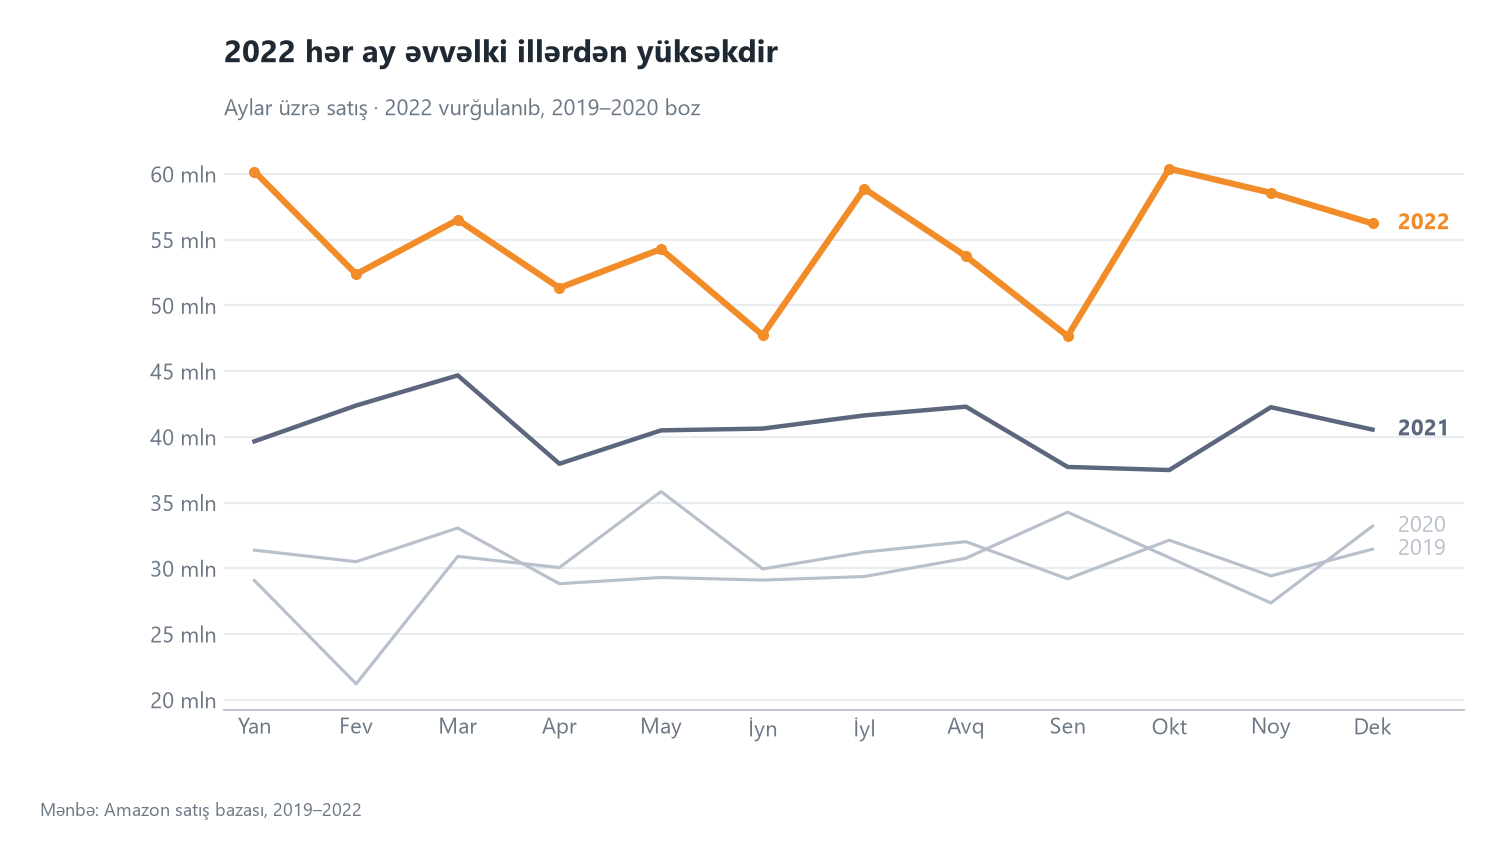 2022 hər ay əvvəlki illərdən yüksəkdir
Aylar üzrə satış · 2022 vurğulanıb, 2019–2020 boz
60 mln
55 mln
50 mln
45 mln
40 mln
35 mln
30 mln
25 mln
20 mln
2022
2021
2020
2019
Yan Fev Mar Apr May İyn İyl Avq Sen Okt Noy Dek
Mənbə: Amazon satış bazası, 2019–2022